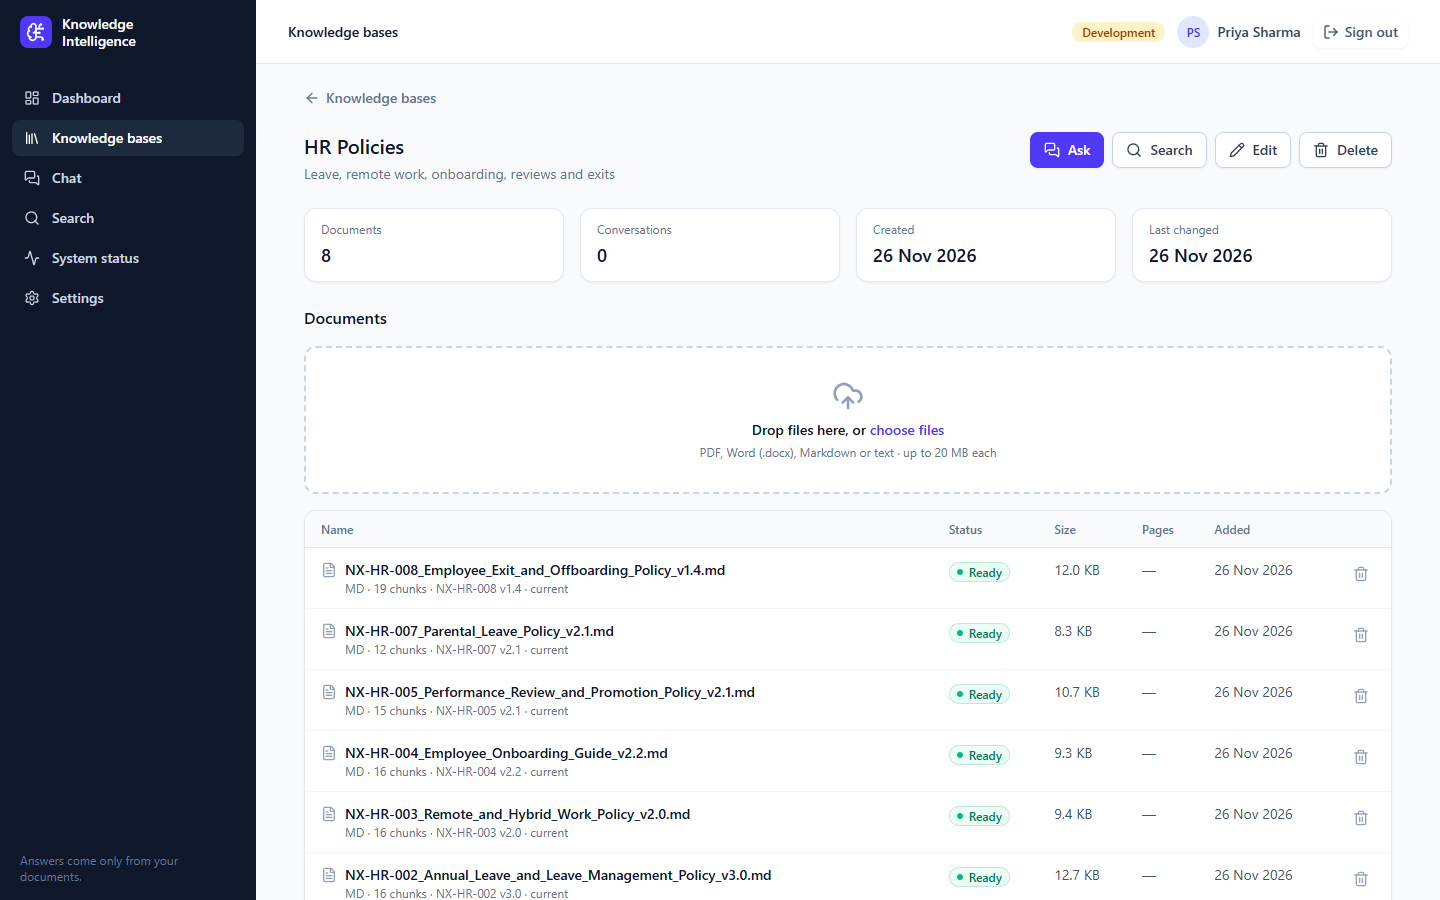 Knowledge
Intelligence
Dashboard
Knowledge bases
Chat
Search
System status
Settings
Answers come only from your
documents.
Knowledge bases
Development
PS
Priya Sharma
Sign out
Knowledge bases
HR Policies
Leave, remote work, onboarding, reviews and exits
Ask
Search
Edit
Delete
Documents
8
Conversations
0
Created
26 Nov 2026
Last changed
26 Nov 2026
Documents
Drop files here, or choose files
PDF, Word (.docx), Markdown or text · up to 20 MB each
Name Status Size Pages Added
NX-HR-008_Employee_Exit_and_Offboarding_Policy_v1.4.md Ready 12.0 KB — 26 Nov 2026
MD · 19 chunks · NX-HR-008 v1.4 · current
NX-HR-007_Parental_Leave_Policy_v2.1.md Ready 8.3 KB — 26 Nov 2026
MD · 12 chunks · NX-HR-007 v2.1 · current
NX-HR-005_Performance_Review_and_Promotion_Policy_v2.1.md Ready 10.7 KB — 26 Nov 2026
MD · 15 chunks · NX-HR-005 v2.1 · current
NX-HR-004_Employee_Onboarding_Guide_v2.2.md Ready 9.3 KB — 26 Nov 2026
MD · 16 chunks · NX-HR-004 v2.2 · current
NX-HR-003_Remote_and_Hybrid_Work_Policy_v2.0.md Ready 9.4 KB — 26 Nov 2026
MD · 16 chunks · NX-HR-003 v2.0 · current
NX-HR-002_Annual_Leave_and_Leave_Management_Policy_v3.0.md Ready 12.7 KB — 26 Nov 2026
MD · 16 chunks · NX-HR-002 v3.0 · current